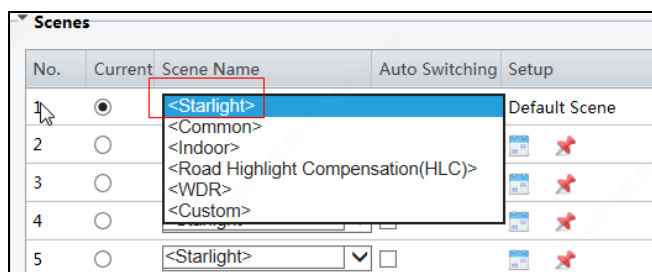 Scenes
No. Current Scene Name Auto Switching Setup
1 <Starlight> Default Scene
<Common>
2
<Indoor>
<Road Highlight Compensation(HLC)>
3
<WDR>
<Custom>
4
5 <Starlight>